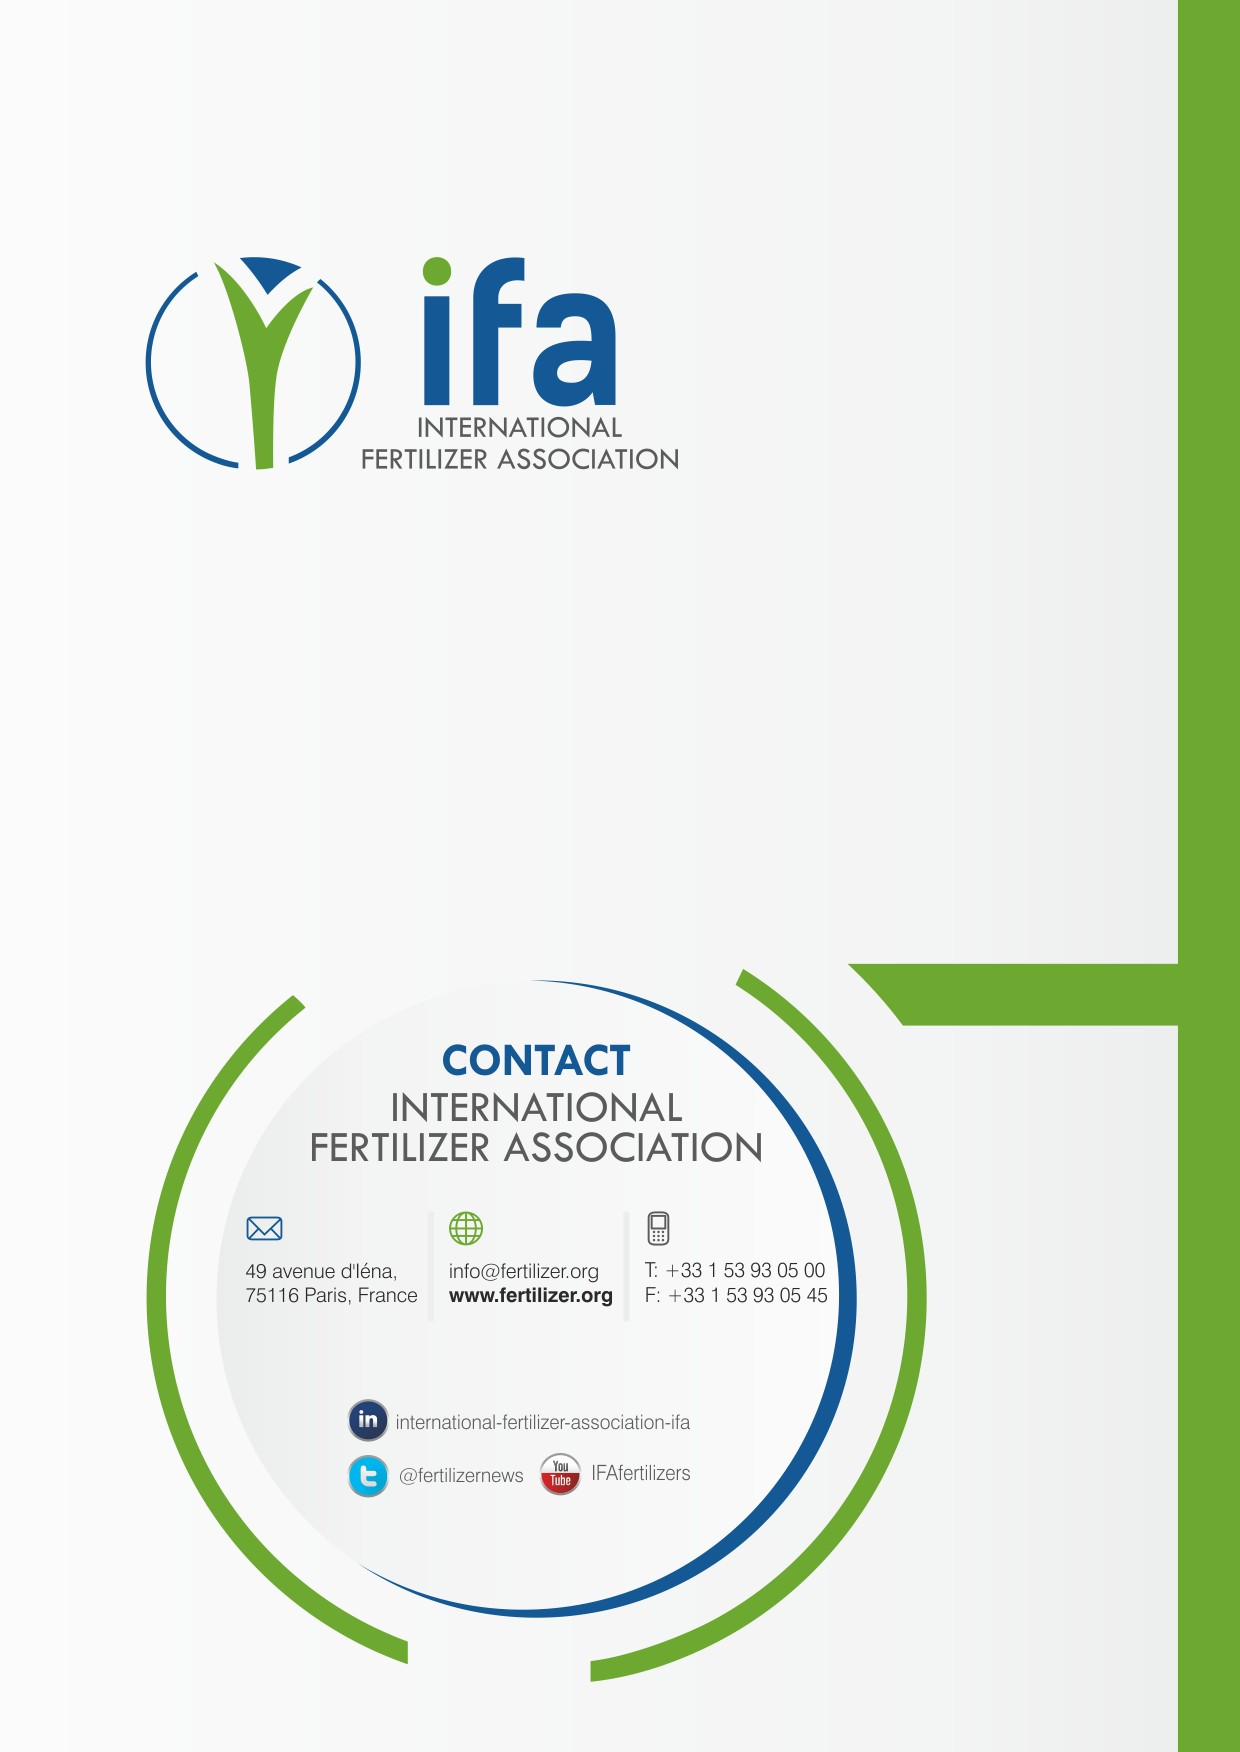 ifa
INTERNATIONAL
FERTILIZER ASSOCIATION
CONTACT
INTERNATIONAL
FERTILIZER ASSOCIATION
49 avenue d'Iéna,
75116 Paris, France
info@fertilizer.org
www.fertilizer.org
T: +33 1 53 93 05 00
F: +33 1 53 93 05 45
in international-fertilizer-association-ifa
t @fertilizernews
You
Tube
IFAfertilizers